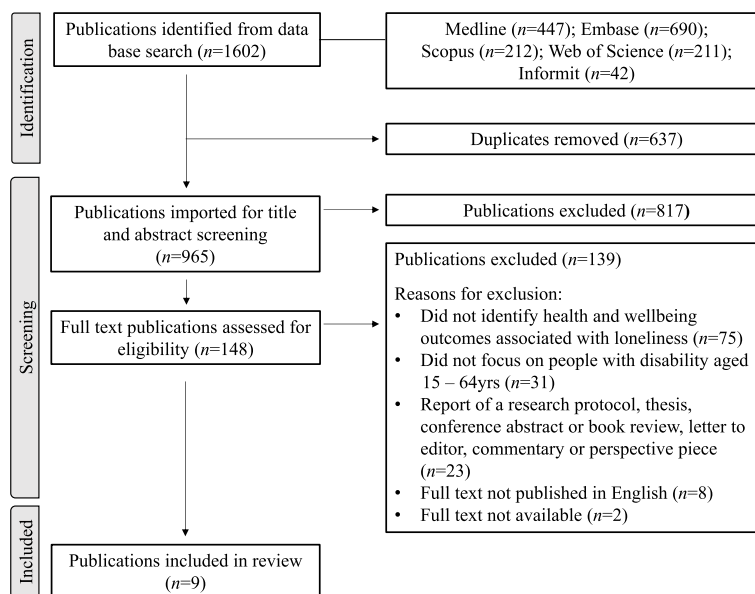 Identification
Publications identified from data
base search (n=1602)
Medline (n=447); Embase (n=690);
Scopus (n=212); Web of Science (n=211);
Informit (n=42)
Duplicates removed (n=637)
Screening
Publications imported for title
and abstract screening
(n=965)
Publications excluded (n=817)
Full text publications assessed for
eligibility (n=148)
Publications excluded (n=139)
Reasons for exclusion:
• Did not identify health and wellbeing
outcomes associated with loneliness (n=75)
• Did not focus on people with disability aged
15 – 64yrs (n=31)
• Report of a research protocol, thesis,
conference abstract or book review, letter to
editor, commentary or perspective piece
(n=23)
• Full text not published in English (n=8)
• Full text not available (n=2)
Included
Publications included in review
(n=9)